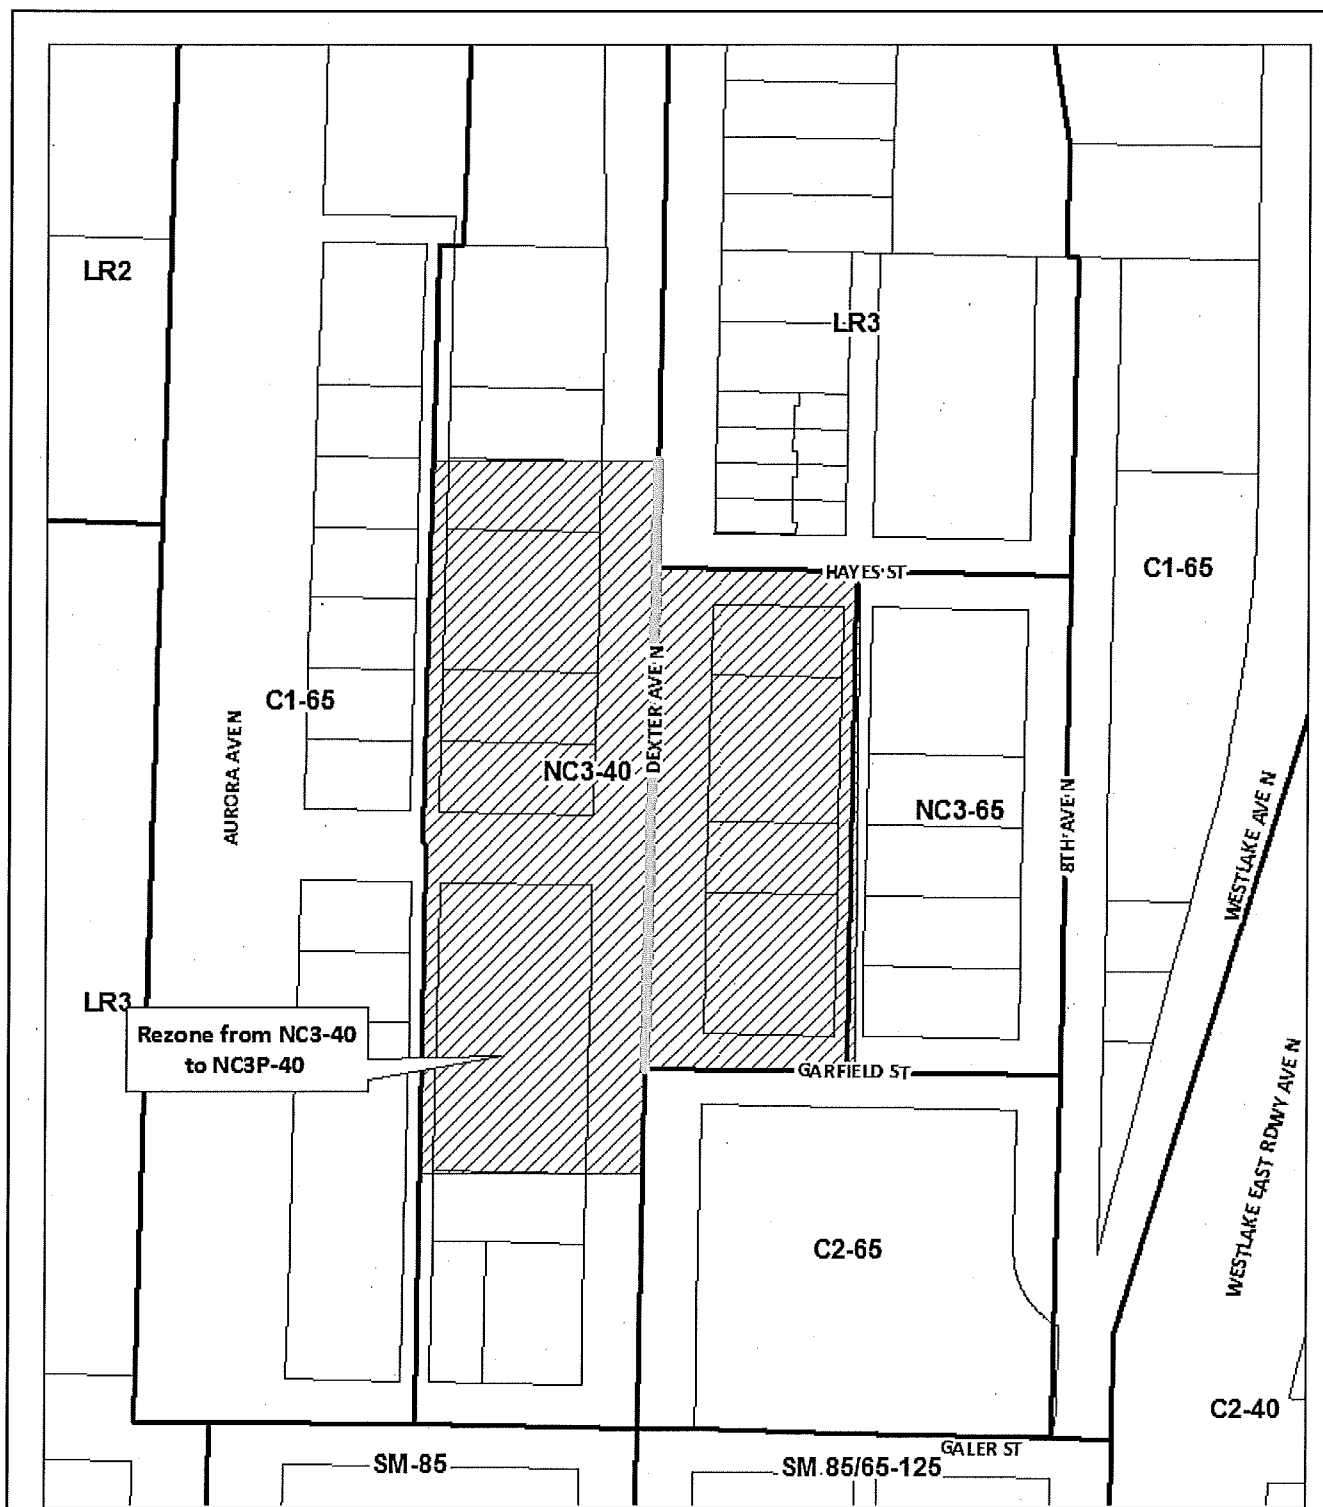 LR2
LR3
HAYES ST
C1-65
DEXTER AVE N
C1-65
AURORA AVE N
NC3-40
NC3-65
8TH AVE N
WESTLAKE AVE N
LR3
Rezone from NC3-40
to NC3P-40
GARFIELD ST
WESTLAKE EAST RDWY AVE N
C2-65
C2-40
GALER ST
SM-85
SM 85/65-125